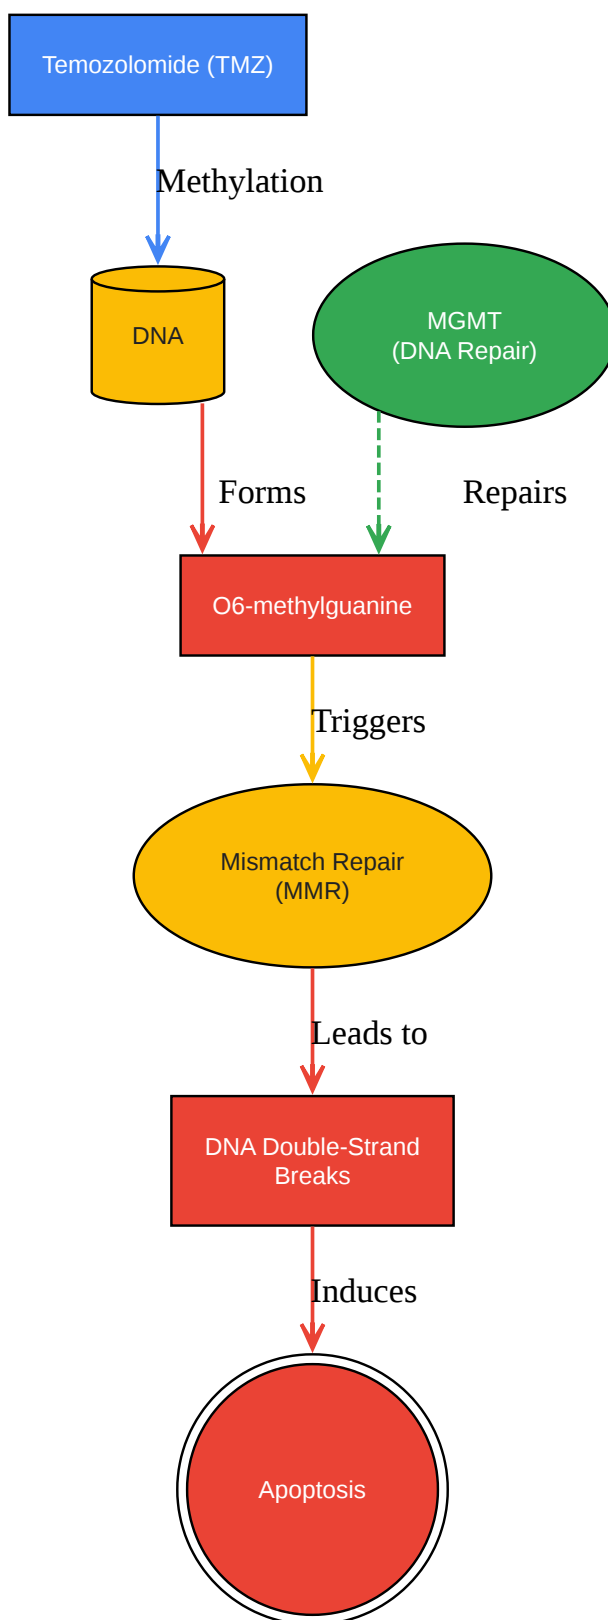 Temozolomide (TMZ)
Methylation
DNA
MGMT
(DNA Repair)
Forms
Repairs
O6-methylguanine
Triggers
Mismatch Repair
(MMR)
Leads to
DNA Double-Strand
Breaks
Induces
Apoptosis